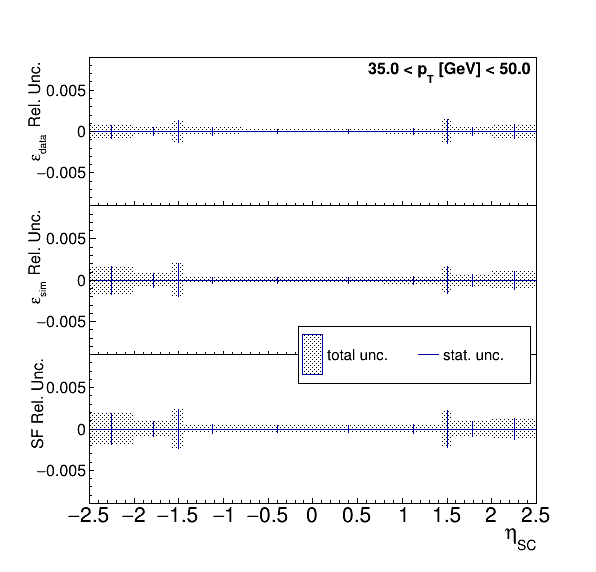 35.0 < p_T [GeV] < 50.0
ε_data Rel. Unc.
0.005
0
−0.005
ε_sim Rel. Unc.
0.005
0
−0.005
total unc.
stat. unc.
SF Rel. Unc.
0.005
0
−0.005
−2.5 −2 −1.5 −1 −0.5 0 0.5 1 1.5 2 2.5
η_SC